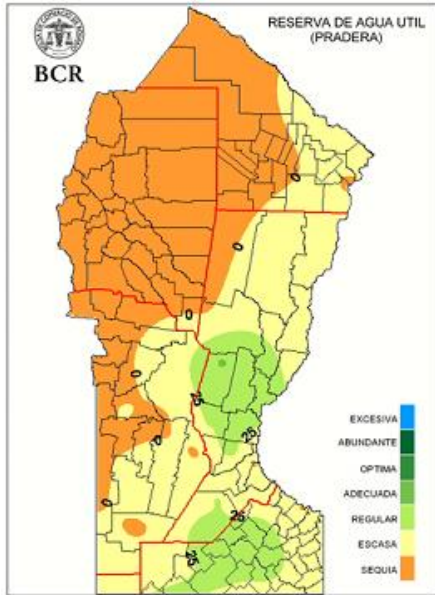 RESERVA DE AGUA UTIL
(PRADERA)
BCR
0
0
0
0
0
0
25
25
25
25
EXCESIVA
ABUNDANTE
OPTIMA
ADECUADA
REGULAR
ESCASA
SEQUIA